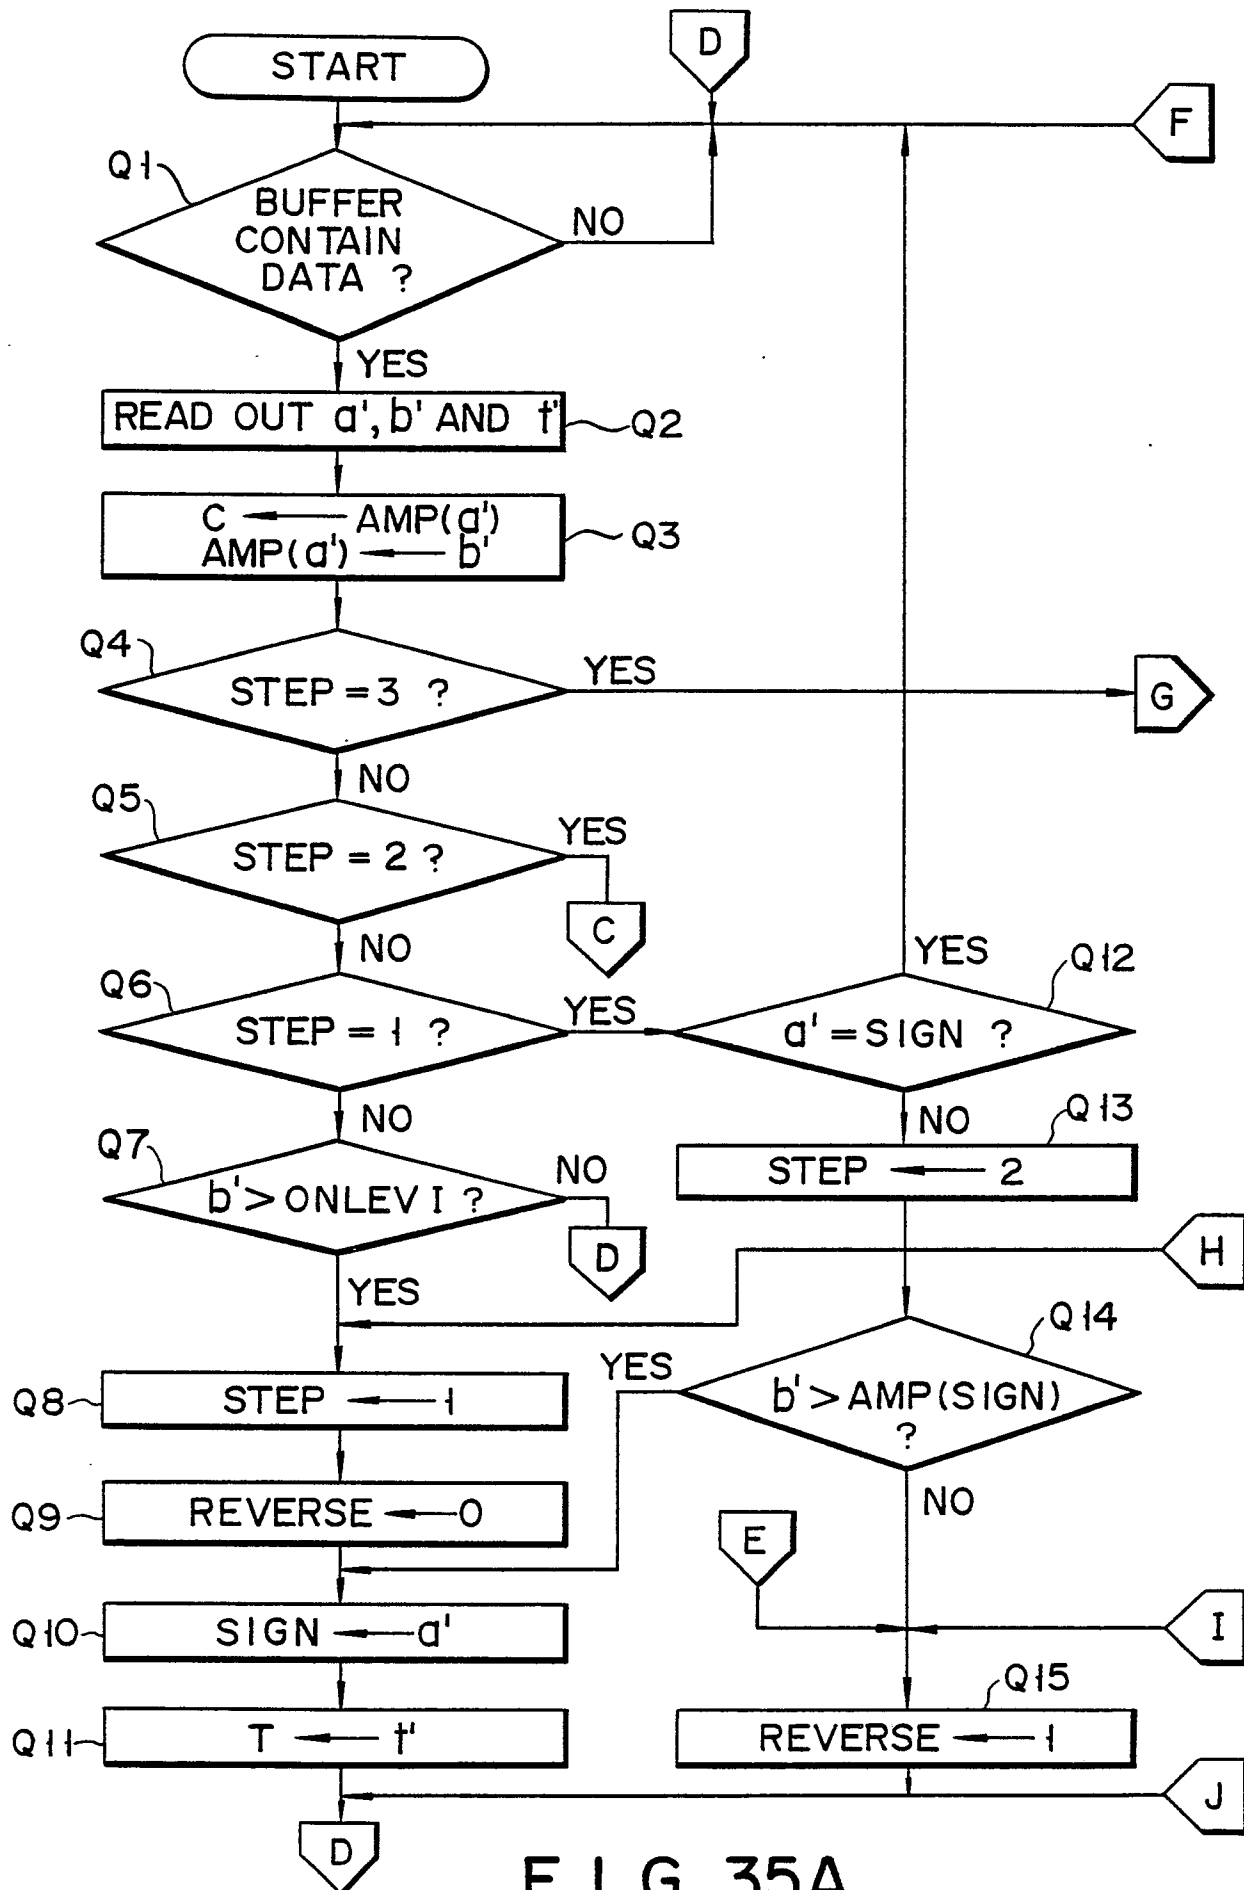 D
START
F
Q1
BUFFER
CONTAIN
DATA ?
NO
YES
READ OUT a', b' AND t'
Q2
C ← AMP(a')
AMP(a') ← b'
Q3
Q4
STEP = 3 ?
YES
G
NO
Q5
STEP = 2 ?
YES
C
NO
Q6
STEP = 1 ?
YES
YES
Q12
a' = SIGN ?
NO
NO
Q13
STEP ← 2
Q7
b' > ONLEV I ?
NO
D
H
YES
Q14
b' > AMP(SIGN)
?
YES
NO
Q8
STEP ← 1
Q9
REVERSE ← 0
E
I
Q10
SIGN ← a'
Q15
REVERSE ← 1
Q11
T ← t'
J
D
FIG. 35A